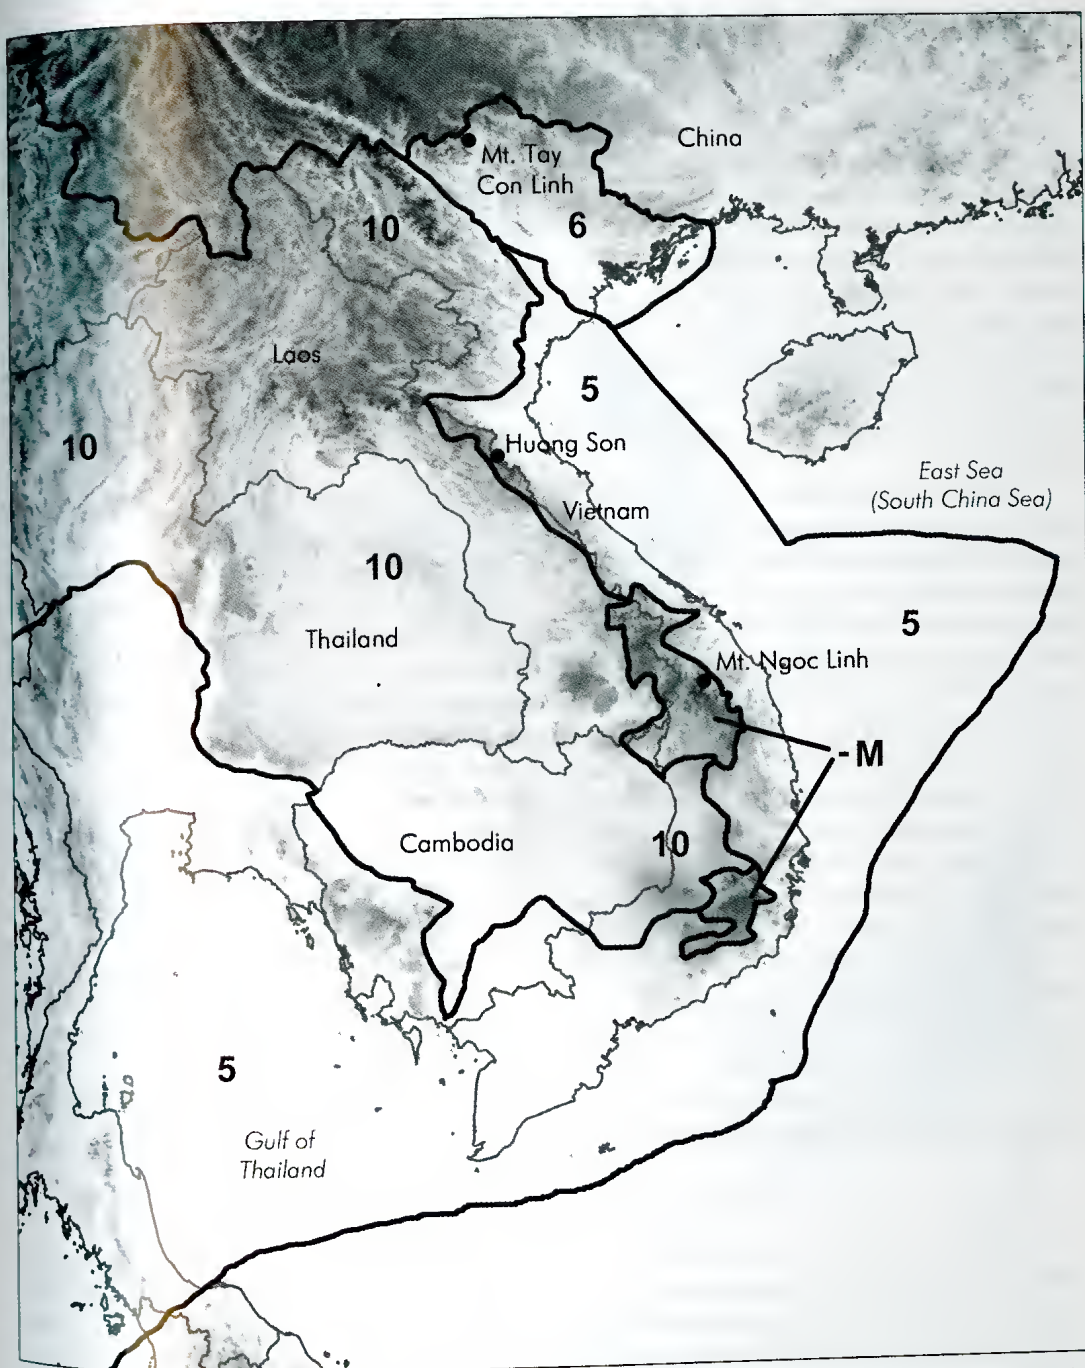 China
Mt. Tay
Con Linh
10
6
Laos
5
10
Huong Son
East Sea
(South China Sea)
Vietnam
10
5
Thailand
Mt. Ngoc Linh
-M
Cambodia
10
5
Gulf of
Thailand